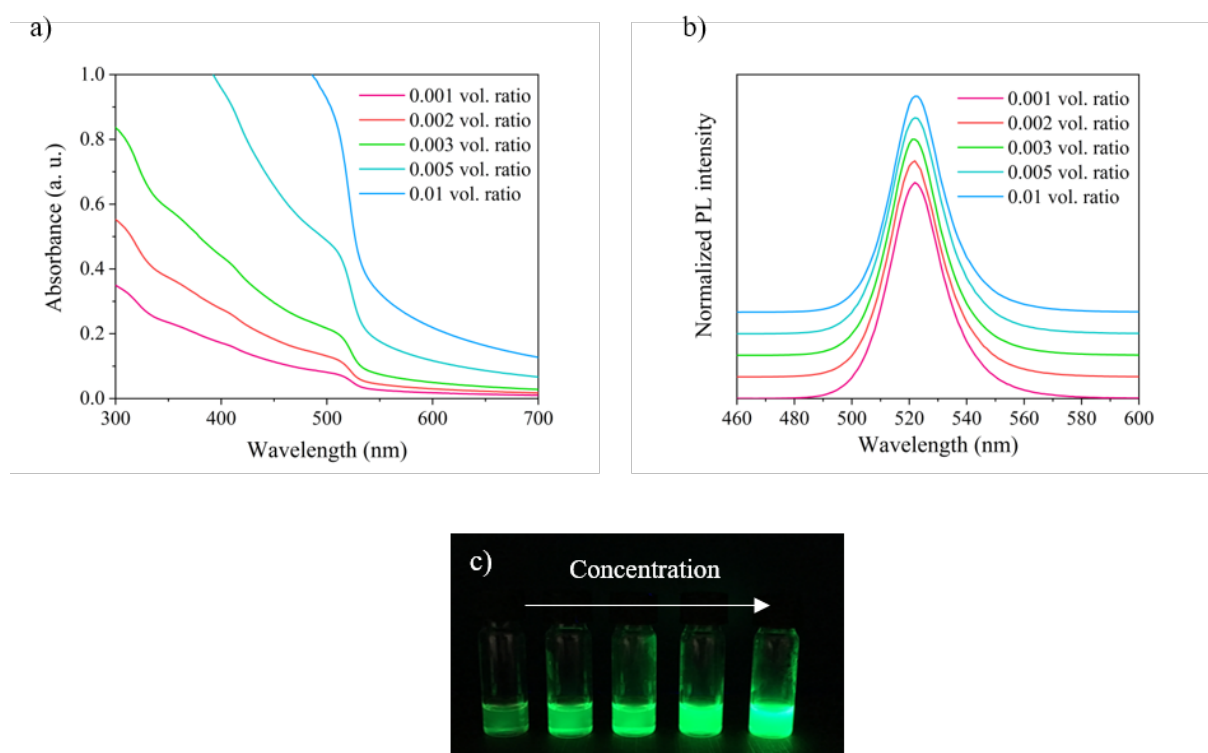 a)
1.0
0.8
0.6
0.4
0.2
0.0
Absorbance (a. u.)
0.001 vol. ratio
0.002 vol. ratio
0.003 vol. ratio
0.005 vol. ratio
0.01 vol. ratio
300 400 500 600 700
Wavelength (nm)
b)
Normalized PL intensity
0.001 vol. ratio
0.002 vol. ratio
0.003 vol. ratio
0.005 vol. ratio
0.01 vol. ratio
460 480 500 520 540 560 580 600
Wavelength (nm)
c)
Concentration